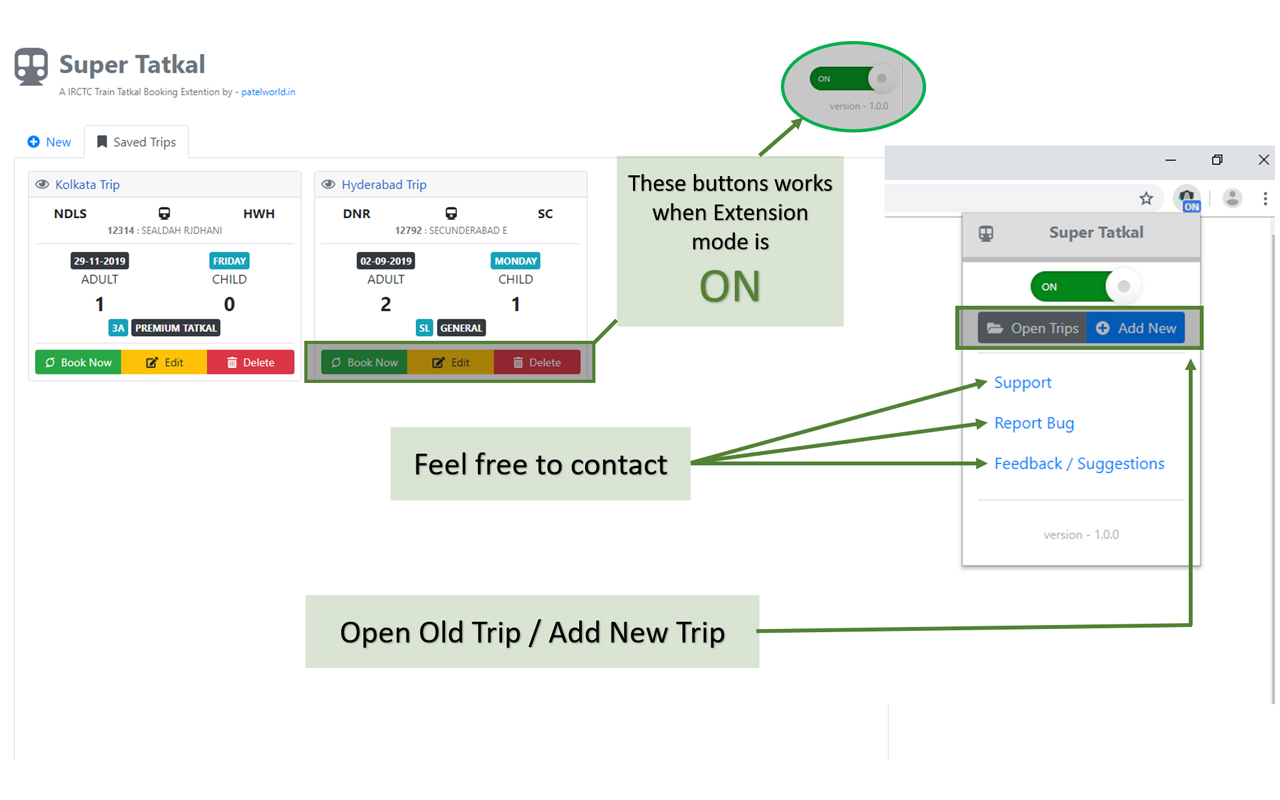 Super Tatkal
A IRCTC Train Tatkal Booking Extention by - patelworld.in
New
Saved Trips
Kolkata Trip
NDLS HWH
12314 : SEALDAH RJDHANI
29-11-2019 FRIDAY
ADULT CHILD
1 0
3A PREMIUM TATKAL
Book Now Edit Delete
Hyderabad Trip
DNR SC
12792 : SECUNDERABAD E
02-09-2019 MONDAY
ADULT CHILD
2 1
SL GENERAL
Book Now Edit Delete
ON
version - 1.0.0
These buttons works
when Extension
mode is
ON
ON
Super Tatkal
ON
Open Trips Add New
Support
Report Bug
Feedback / Suggestions
version - 1.0.0
Feel free to contact
Open Old Trip / Add New Trip